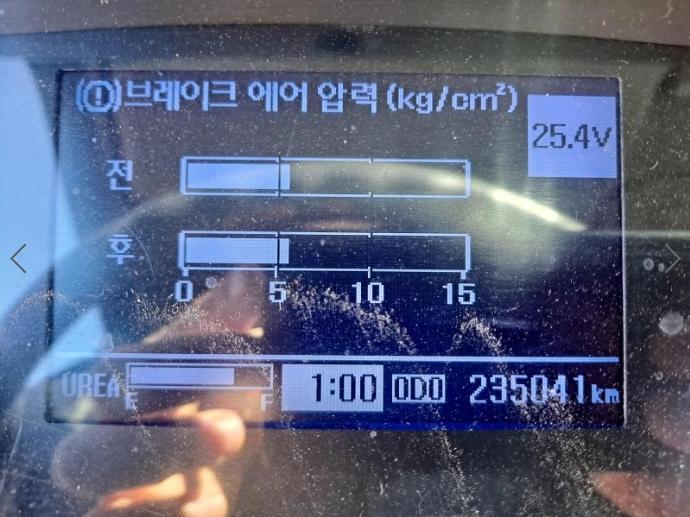 (!)브레이크 에어 압력(kg/cm²)
25.4V
전
후
0 5 10 15
UREA E F 1:00 ODO 235041km